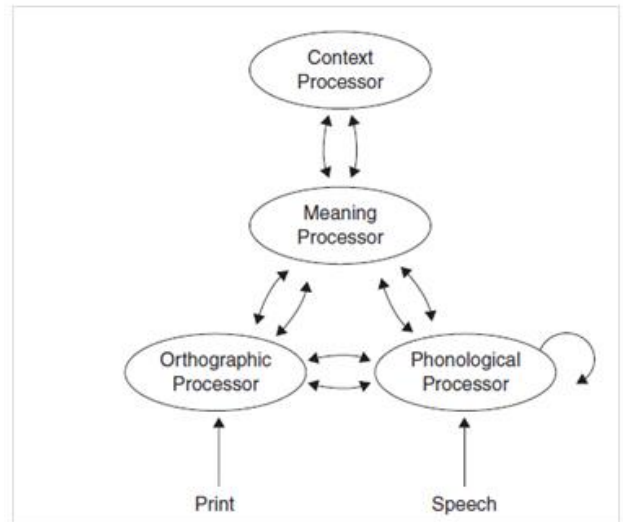 Context
Processor
Meaning
Processor
Orthographic
Processor
Phonological
Processor
Print
Speech